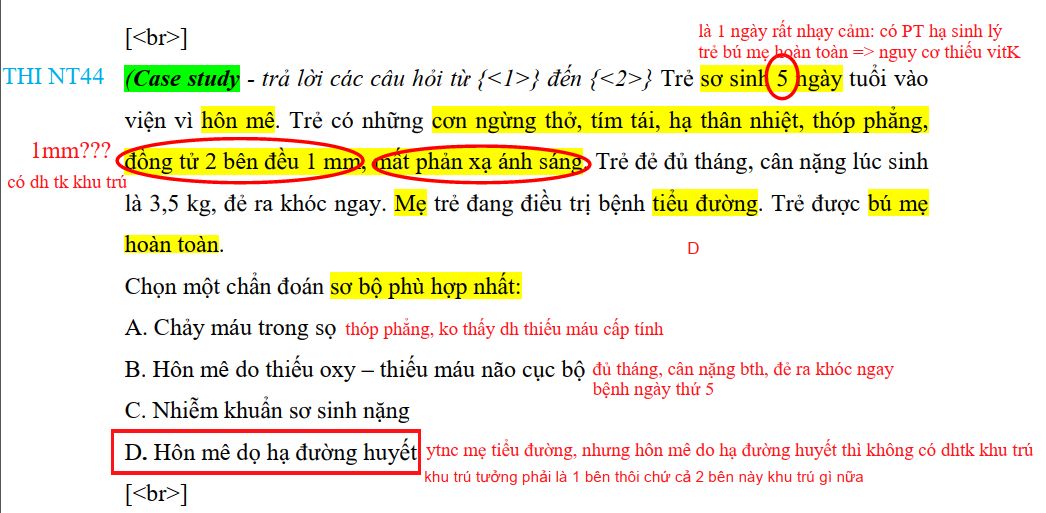 [<br>]
là 1 ngày rất nhạy cảm: có PT hạ sinh lý
trẻ bú mẹ hoàn toàn => nguy cơ thiếu vitK
THI NT44
(Case study - trả lời các câu hỏi từ {<1>} đến {<2>} Trẻ sơ sinh 5 ngày tuổi vào
viện vì hôn mê. Trẻ có những cơn ngừng thở, tím tái, hạ thân nhiệt, thóp phẳng,
1mm???
đồng tử 2 bên đều 1 mm, mất phản xạ ánh sáng. Trẻ đẻ đủ tháng, cân nặng lúc sinh
có dh tk khu trú
là 3,5 kg, đẻ ra khóc ngay. Mẹ trẻ đang điều trị bệnh tiểu đường. Trẻ được bú mẹ
hoàn toàn.
D
Chọn một chẩn đoán sơ bộ phù hợp nhất:
A. Chảy máu trong sọ thóp phẳng, ko thấy dh thiếu máu cấp tính
B. Hôn mê do thiếu oxy – thiếu máu não cục bộ đủ tháng, cân nặng bth, đẻ ra khóc ngay
bệnh ngày thứ 5
C. Nhiễm khuẩn sơ sinh nặng
D. Hôn mê dọ hạ đường huyết ytnc mẹ tiểu đường, nhưng hôn mê do hạ đường huyết thì không có dhtk khu trú
khu trú tưởng phải là 1 bên thôi chứ cả 2 bên này khu trú gì nữa
[<br>]